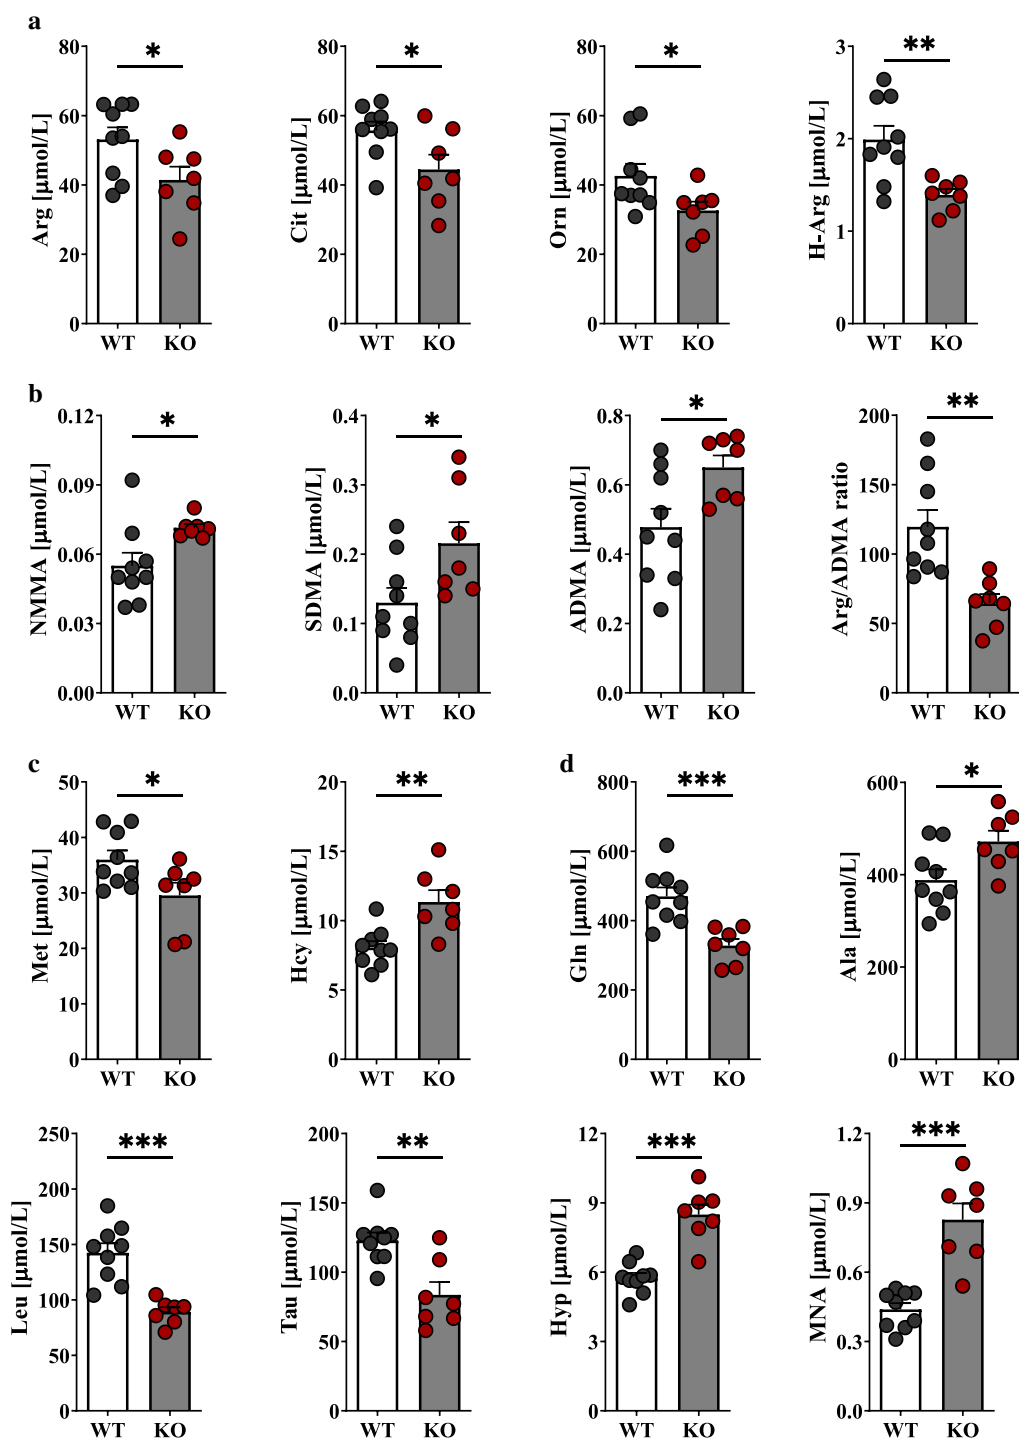 a
Arg [µmol/L]
80
60
40
20
0
*
WT KO
Cit [µmol/L]
80
60
40
20
0
*
WT KO
Orn [µmol/L]
80
60
40
20
0
*
WT KO
H-Arg [µmol/L]
3
2
1
0
**
WT KO
b
NMMA [µmol/L]
0.12
0.09
0.06
0.03
0.00
*
WT KO
SDMA [µmol/L]
0.4
0.3
0.2
0.1
0.0
*
WT KO
ADMA [µmol/L]
0.8
0.6
0.4
0.2
0.0
*
WT KO
Arg/ADMA ratio
200
150
100
50
0
**
WT KO
c
Met [µmol/L]
50
40
30
20
10
0
*
WT KO
Hcy [µmol/L]
20
15
10
5
0
**
WT KO
d
Gln [µmol/L]
800
600
400
200
0
***
WT KO
Ala [µmol/L]
600
400
200
0
*
WT KO
Leu [µmol/L]
250
200
150
100
50
0
***
WT KO
Tau [µmol/L]
200
150
100
50
0
**
WT KO
Hyp [µmol/L]
12
9
6
3
0
***
WT KO
MNA [µmol/L]
1.2
0.9
0.6
0.3
0.0
***
WT KO